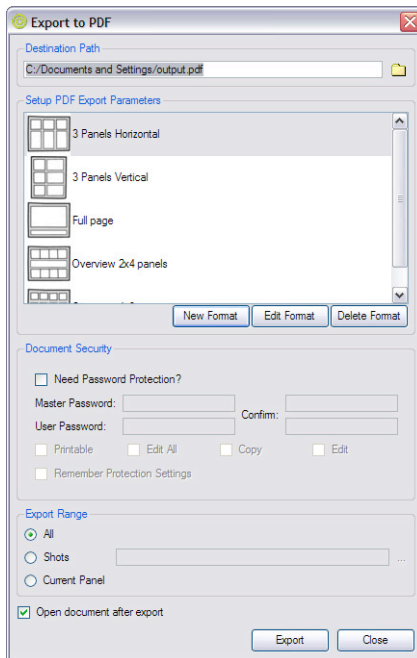 Export to PDF
Destination Path
C:/Documents and Settings/output.pdf
Setup PDF Export Parameters
3 Panels Horizontal
3 Panels Vertical
Full page
Overview 2x4 panels
New Format Edit Format Delete Format
Document Security
Need Password Protection?
Master Password:
Confirm:
User Password:
Printable Edit All Copy Edit
Remember Protection Settings
Export Range
All
Shots ...
Current Panel
Open document after export
Export Close